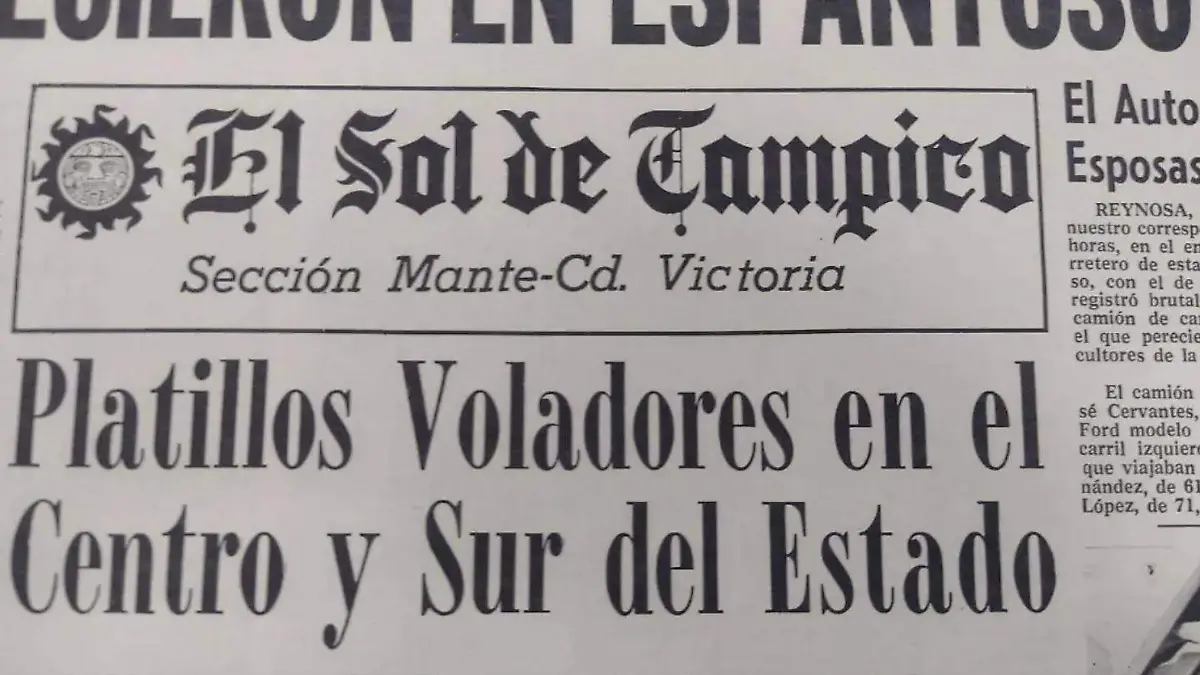 EN ESPANTOSO
El Sol de Tampico
Sección Mante-Cd. Victoria
Platillos Voladores en el
Centro y Sur del Estado
El Auto
Esposas
REYNOSA,
nuestro corresp
horas, en el en
rretero de esta
so, con el de
registró brutal
camión de ca
el que perecie
cultores de la
El camión
sé Cervantes,
Ford modelo
carril izquier
que viajaban
nández, de 61
López, de 71,